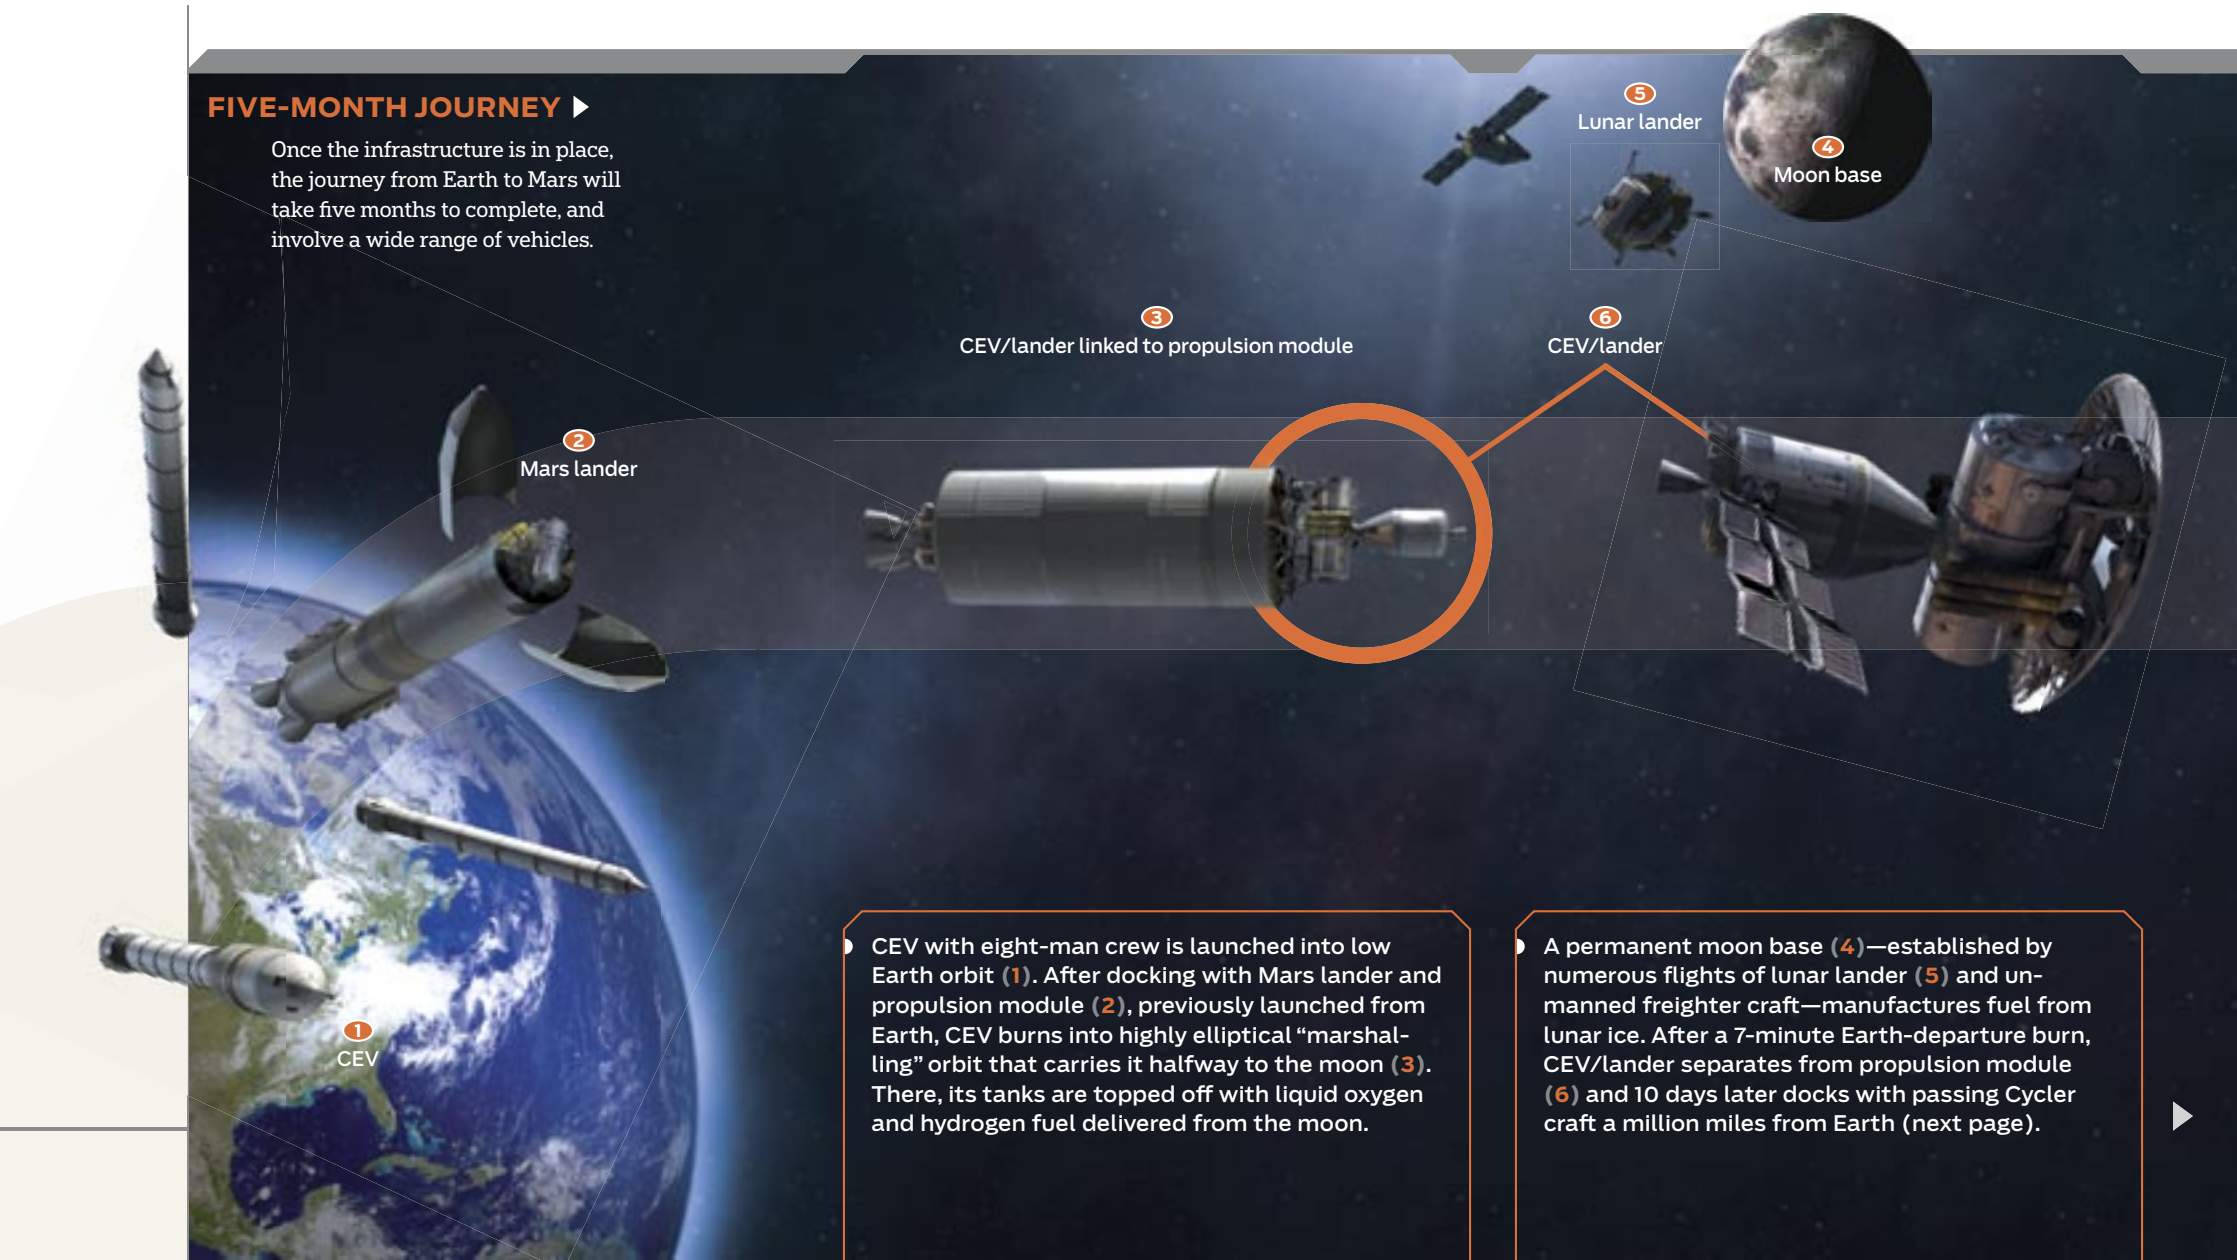 FIVE-MONTH JOURNEY
Once the infrastructure is in place,
the journey from Earth to Mars will
take five months to complete, and
involve a wide range of vehicles.
5
Lunar lander
4
Moon base
3
CEV/lander linked to propulsion module
6
CEV/lander
2
Mars lander
1
CEV
CEV with eight-man crew is launched into low
Earth orbit (1). After docking with Mars lander and
propulsion module (2), previously launched from
Earth, CEV burns into highly elliptical “marshal-
ling” orbit that carries it halfway to the moon (3).
There, its tanks are topped off with liquid oxygen
and hydrogen fuel delivered from the moon.
A permanent moon base (4)—established by
numerous flights of lunar lander (5) and un-
manned freighter craft—manufactures fuel from
lunar ice. After a 7-minute Earth-departure burn,
CEV/lander separates from propulsion module
(6) and 10 days later docks with passing Cycler
craft a million miles from Earth (next page).